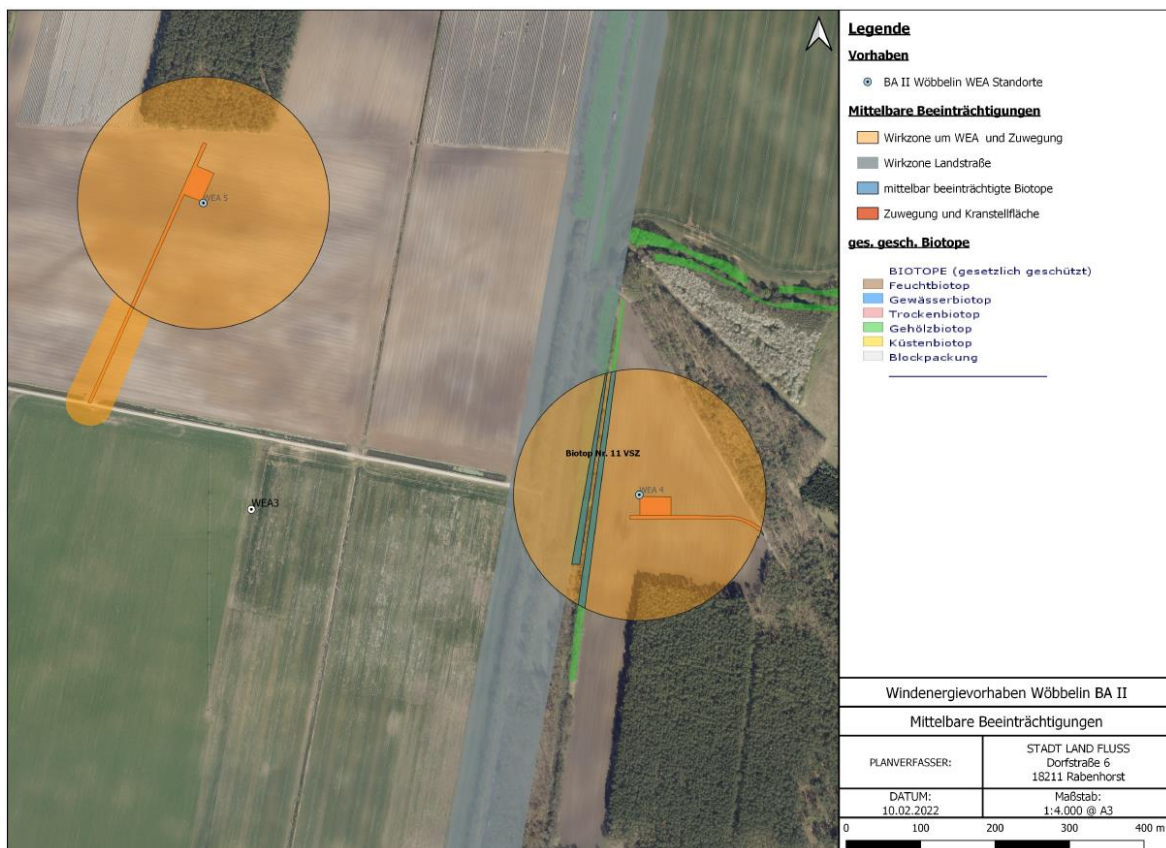 WEA 5
WEA3
Biotop Nr. 11 VSZ
WEA 4
Legende
Vorhaben
BA II Wöbbelin WEA Standorte
Mittelbare Beeinträchtigungen
Wirkzone um WEA und Zuwegung
Wirkzone Landstraße
mittelbar beeinträchtigte Biotope
Zuwegung und Kranstellfläche
ges. gesch. Biotope
BIOTOPE (gesetzlich geschützt)
Feuchtbiotop
Gewässerbiotop
Trockenbiotop
Gehölzbiotop
Küstenbiotop
Blockpackung
Windenergievorhaben Wöbbelin BA II
Mittelbare Beeinträchtigungen
PLANVERFASSER:
STADT LAND FLUSS
Dorfstraße 6
18211 Rabenhorst
DATUM:
10.02.2022
Maßstab:
1:4.000 @ A3
0 100 200 300 400 m